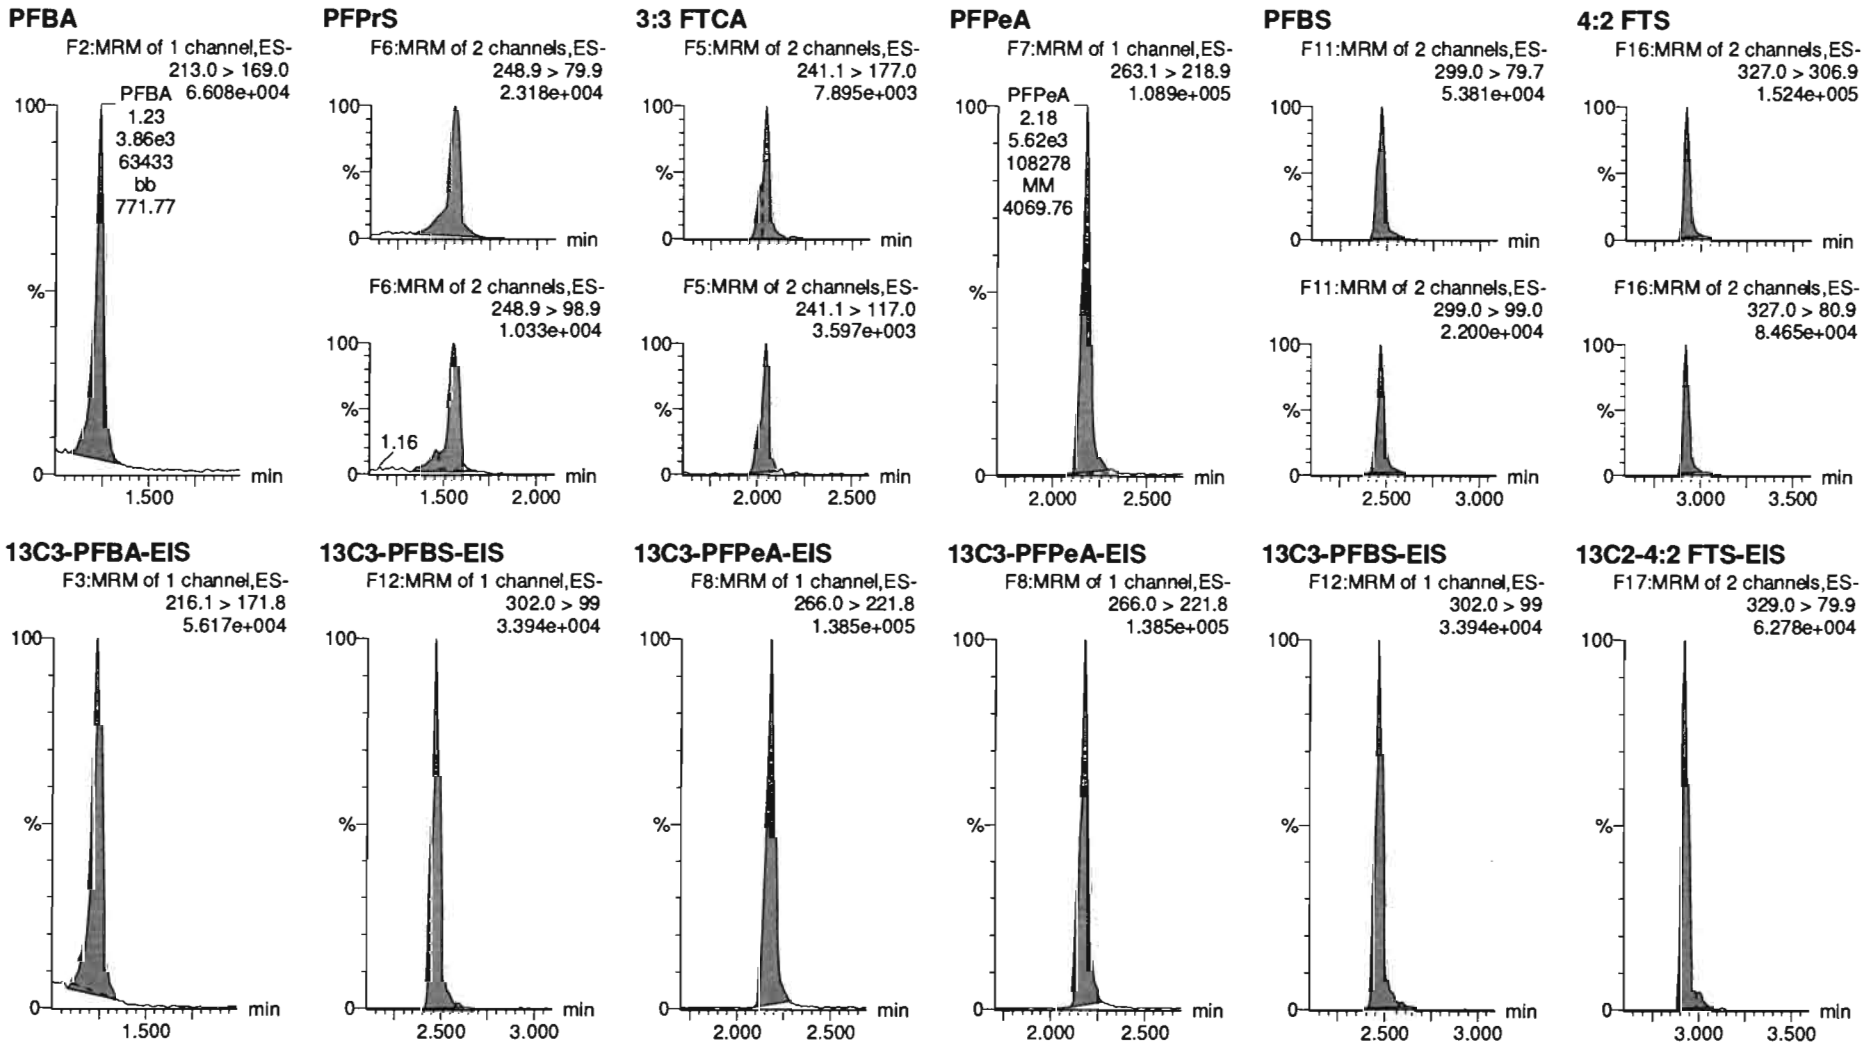 PFBA
F2:MRM of 1 channel,ES-
213.0 > 169.0
6.608e+004
100
PFBA
1.23
3.86e3
63433
bb
771.77
%
0
min
1.500
PFPrS
F6:MRM of 2 channels,ES-
248.9 > 79.9
2.318e+004
100
%
0
min
F6:MRM of 2 channels,ES-
248.9 > 98.9
1.033e+004
100
%
1.16
0
min
1.500
2.000
3:3 FTCA
F5:MRM of 2 channels,ES-
241.1 > 177.0
7.895e+003
100
%
0
min
F5:MRM of 2 channels,ES-
241.1 > 117.0
3.597e+003
100
%
0
min
2.000
2.500
PFPeA
F7:MRM of 1 channel,ES-
263.1 > 218.9
1.089e+005
100
PFPeA
2.18
5.62e3
108278
MM
4069.76
%
0
min
2.000
2.500
PFBS
F11:MRM of 2 channels,ES-
299.0 > 79.7
5.381e+004
100
%
0
min
F11:MRM of 2 channels,ES-
299.0 > 99.0
2.200e+004
100
%
0
min
2.500
3.000
4:2 FTS
F16:MRM of 2 channels,ES-
327.0 > 306.9
1.524e+005
100
%
0
min
F16:MRM of 2 channels,ES-
327.0 > 80.9
8.465e+004
100
%
0
min
3.000
3.500
13C3-PFBA-EIS
F3:MRM of 1 channel,ES-
216.1 > 171.8
5.617e+004
100
%
0
min
1.500
13C3-PFBS-EIS
F12:MRM of 1 channel,ES-
302.0 > 99
3.394e+004
100
%
0
min
2.500
3.000
13C3-PFPeA-EIS
F8:MRM of 1 channel,ES-
266.0 > 221.8
1.385e+005
100
%
0
min
2.000
2.500
13C3-PFPeA-EIS
F8:MRM of 1 channel,ES-
266.0 > 221.8
1.385e+005
100
%
0
min
2.000
2.500
13C3-PFBS-EIS
F12:MRM of 1 channel,ES-
302.0 > 99
3.394e+004
100
%
0
min
2.500
3.000
13C2-4:2 FTS-EIS
F17:MRM of 2 channels,ES-
329.0 > 79.9
6.278e+004
100
%
0
min
3.000
3.500